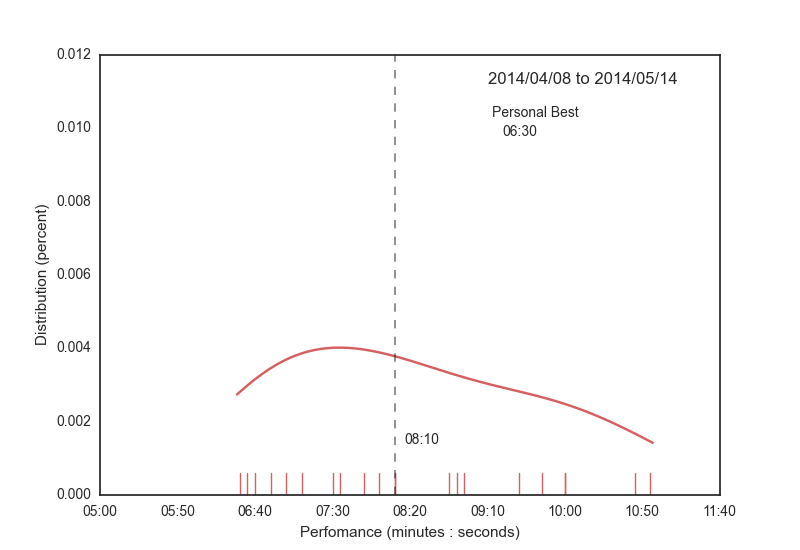 0.012
2014/04/08 to 2014/05/14
Personal Best
06:30
0.010
0.008
0.006
0.004
0.002
0.000
Distribution (percent)
08:10
05:00 05:50 06:40 07:30 08:20 09:10 10:00 10:50 11:40
Perfomance (minutes : seconds)